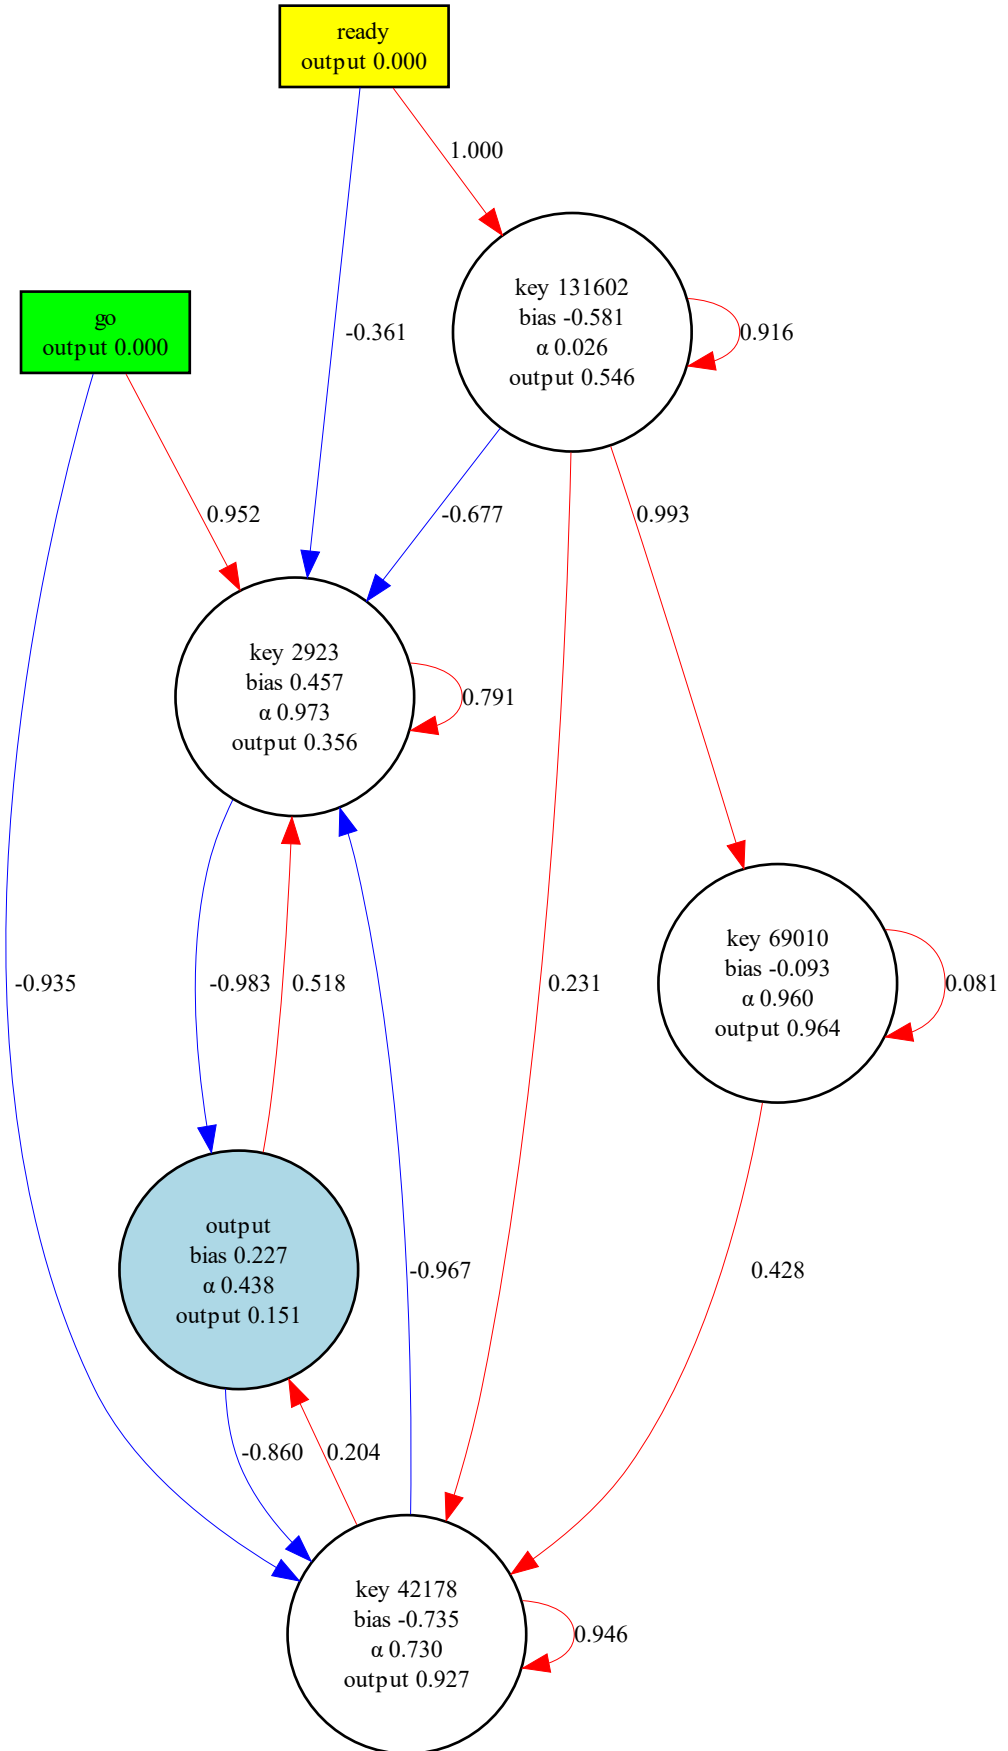 ready
output 0.000
1.000
go
output 0.000
-0.361
key 131602
bias -0.581
α 0.026
output 0.546
0.916
0.952
-0.677
0.993
key 2923
bias 0.457
α 0.973
output 0.356
0.791
-0.935
-0.983
0.518
0.231
key 69010
bias -0.093
α 0.960
output 0.964
0.081
output
bias 0.227
α 0.438
output 0.151
-0.967
0.428
-0.860
0.204
key 42178
bias -0.735
α 0.730
output 0.927
0.946